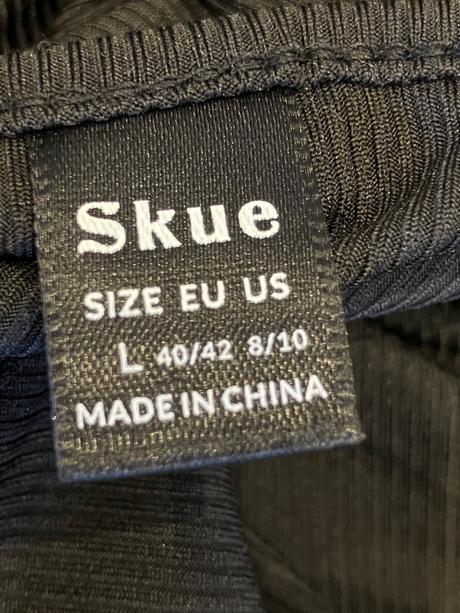 Skue
SIZE EU US
L 40/42 8/10
MADE IN CHINA